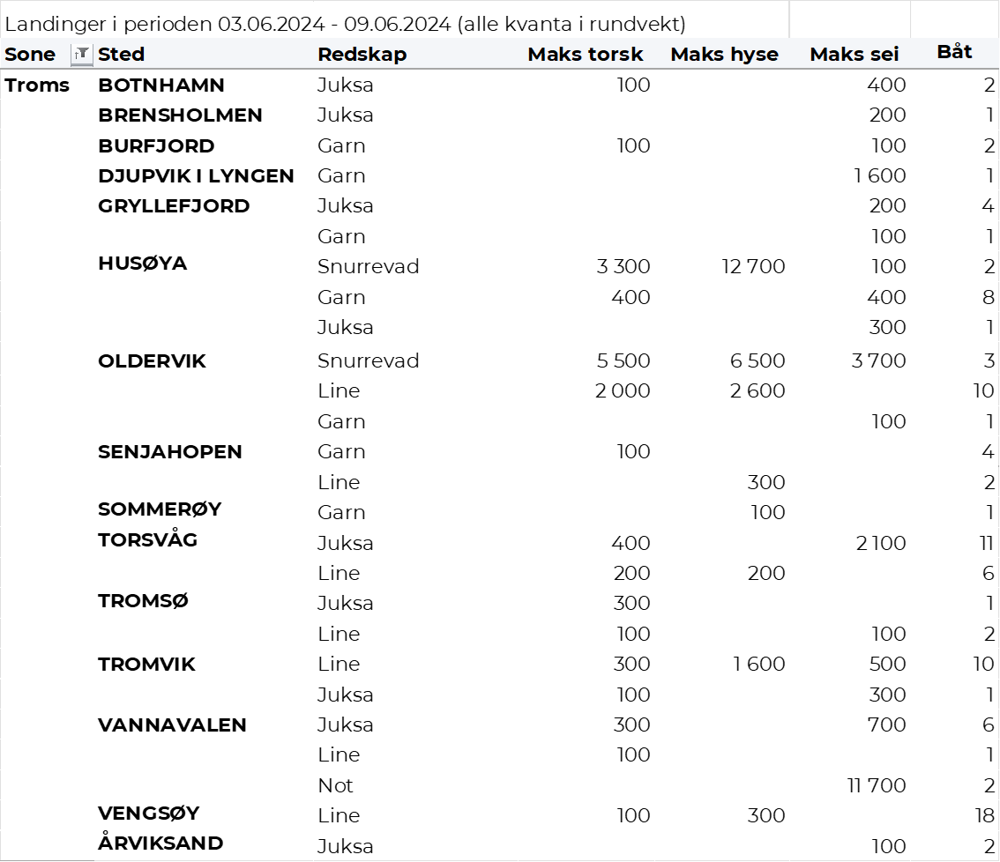 Landinger i perioden 03.06.2024 - 09.06.2024 (alle kvanta i rundvekt)
Sone Sted Redskap Maks torsk Maks hyse Maks sei Båt
Troms BOTNHAMN Juksa 100 400 2
BRENSHOLMEN Juksa 200 1
BURFJORD Garn 100 100 2
DJUPVIK I LYNGEN Garn 1 600 1
GRYLLEFJORD Juksa 200 4
Garn 100 1
HUSØYA Snurrevad 3 300 12 700 100 2
Garn 400 400 8
Juksa 300 1
OLDERVIK Snurrevad 5 500 6 500 3 700 3
Line 2 000 2 600 10
Garn 100 1
SENJAHOPEN Garn 100 4
Line 300 2
SOMMERØY Garn 100 1
TORSVÅG Juksa 400 2 100 11
Line 200 200 6
TROMSØ Juksa 300 1
Line 100 100 2
TROMVIK Line 300 1 600 500 10
Juksa 100 300 1
VANNAVALEN Juksa 300 700 6
Line 100 1
Not 11 700 2
VENGSØY Line 100 300 18
ÅRVIKSAND Juksa 100 2